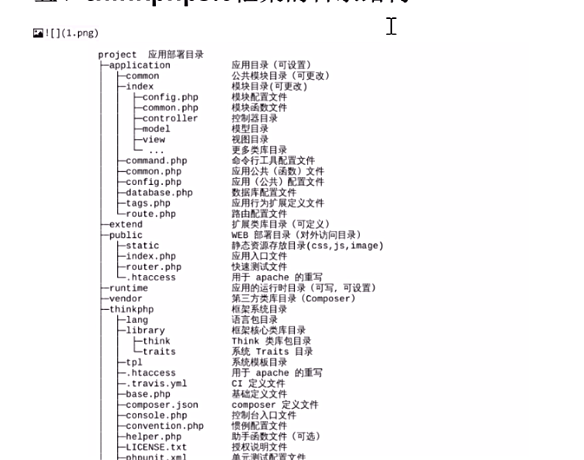 ![](1.png)
project 应用部署目录
├─application 应用目录（可设置）
│ ├─common 公共模块目录（可更改）
│ ├─index 模块目录(可更改)
│ │ ├─config.php 模块配置文件
│ │ ├─common.php 模块函数文件
│ │ ├─controller 控制器目录
│ │ ├─model 模型目录
│ │ ├─view 视图目录
│ │ └─ ... 更多类库目录
│ ├─command.php 命令行工具配置文件
│ ├─common.php 应用公共（函数）文件
│ ├─config.php 应用（公共）配置文件
│ ├─database.php 数据库配置文件
│ ├─tags.php 应用行为扩展定义文件
│ └─route.php 路由配置文件
├─extend 扩展类库目录（可定义）
├─public WEB 部署目录（对外访问目录）
│ ├─static 静态资源存放目录(css,js,image)
│ ├─index.php 应用入口文件
│ ├─router.php 快速测试文件
│ └─.htaccess 用于 apache 的重写
├─runtime 应用的运行时目录（可写，可设置）
├─vendor 第三方类库目录（Composer）
├─thinkphp 框架系统目录
│ ├─lang 语言包目录
│ ├─library 框架核心类库目录
│ │ ├─think Think 类库包目录
│ │ └─traits 系统 Traits 目录
│ ├─tpl 系统模板目录
│ ├─.htaccess 用于 apache 的重写
│ ├─.travis.yml CI 定义文件
│ ├─base.php 基础定义文件
│ ├─composer.json composer 定义文件
│ ├─console.php 控制台入口文件
│ ├─convention.php 惯例配置文件
│ ├─helper.php 助手函数文件（可选）
│ ├─LICENSE.txt 授权说明文件
│ ├─phpunit.xml 单元测试配置文件